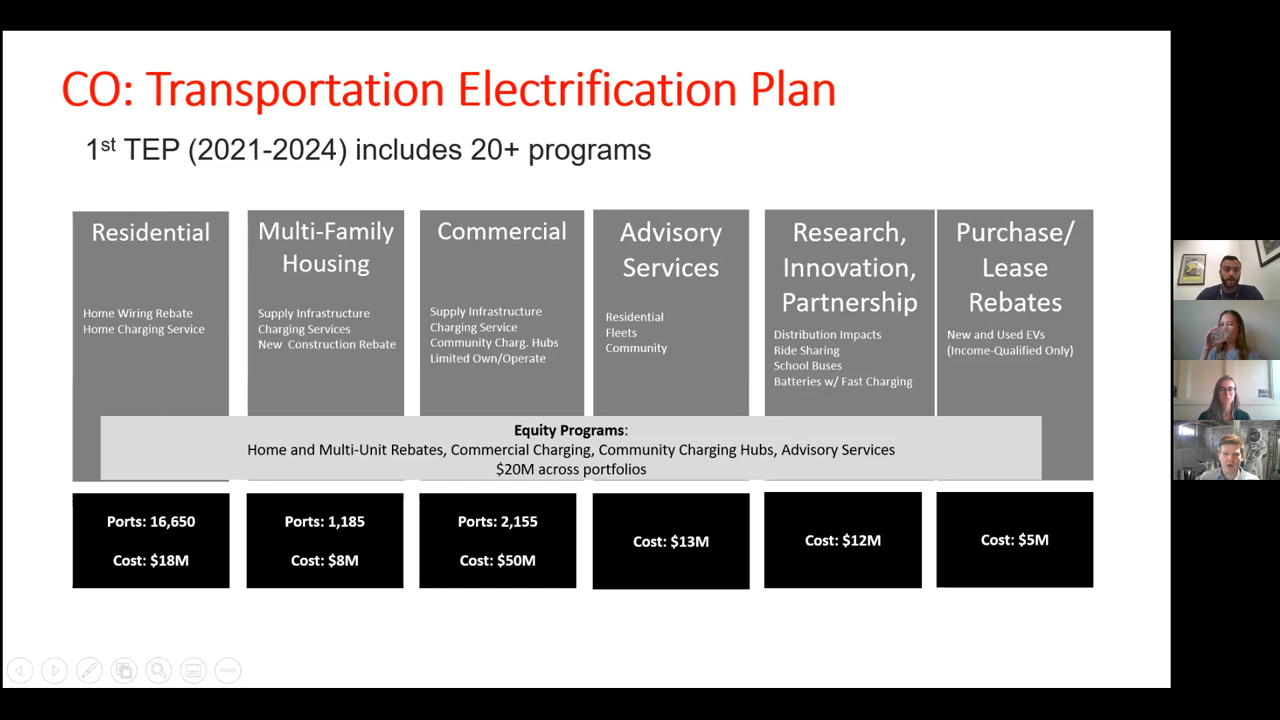 CO: Transportation Electrification Plan
1st TEP (2021-2024) includes 20+ programs
Residential
Home Wiring Rebate
Home Charging Service
Multi-Family
Housing
Supply Infrastructure
Charging Services
New Construction Rebate
Commercial
Supply Infrastructure
Charging Service
Community Charg. Hubs
Limited Own/Operate
Advisory
Services
Residential
Fleets
Community
Research,
Innovation,
Partnership
Distribution Impacts
Ride Sharing
School Buses
Batteries w/ Fast Charging
Purchase/
Lease
Rebates
New and Used EVs
(Income-Qualified Only)
Equity Programs:
Home and Multi-Unit Rebates, Commercial Charging, Community Charging Hubs, Advisory Services
$20M across portfolios
Ports: 16,650
Cost: $18M
Ports: 1,185
Cost: $8M
Ports: 2,155
Cost: $50M
Cost: $13M
Cost: $12M
Cost: $5M